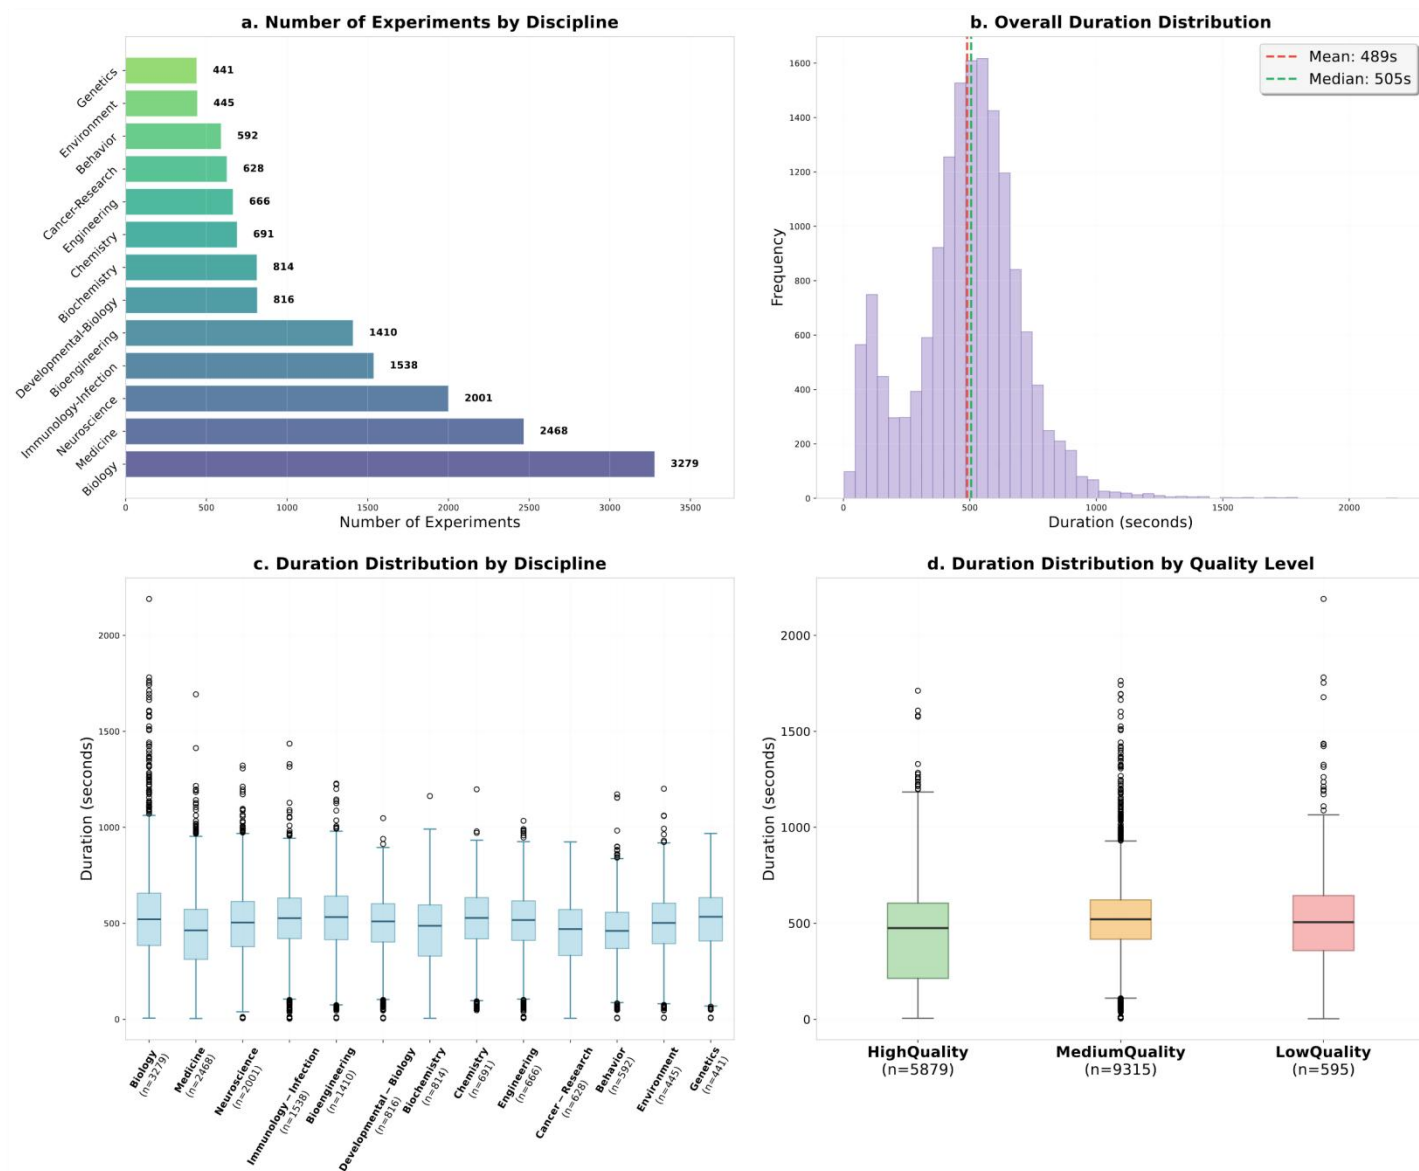 a. Number of Experiments by Discipline
Genetics
441
Environment
445
Behavior
592
Cancer-Research
628
Engineering
666
Chemistry
691
Biochemistry
814
Developmental-Biology
816
Bioengineering
1410
Immunology-Infection
1538
Neuroscience
2001
Medicine
2468
Biology
3279
0 500 1000 1500 2000 2500 3000 3500
Number of Experiments
b. Overall Duration Distribution
Mean: 489s
Median: 505s
Frequency
1600
1400
1200
1000
800
600
400
200
0
0 500 1000 1500 2000
Duration (seconds)
c. Duration Distribution by Discipline
Duration (seconds)
2000
1500
1000
500
0
Biology
(n=3279)
Medicine
(n=2468)
Neuroscience
(n=2001)
Immunology – Infection
(n=1538)
Bioengineering
(n=1410)
Developmental – Biology
(n=816)
Biochemistry
(n=814)
Chemistry
(n=691)
Engineering
(n=666)
Cancer – Research
(n=628)
Behavior
(n=592)
Environment
(n=445)
Genetics
(n=441)
d. Duration Distribution by Quality Level
Duration (seconds)
2000
1500
1000
500
0
HighQuality
(n=5879)
MediumQuality
(n=9315)
LowQuality
(n=595)